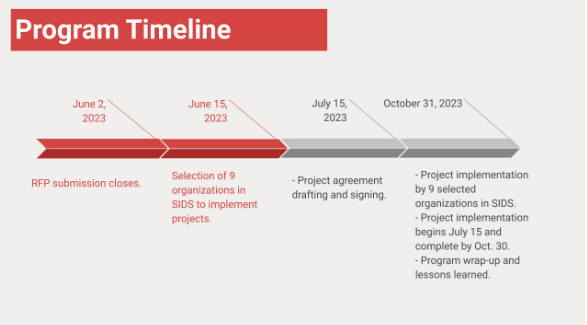 Program Timeline
June 2,
2023
June 15,
2023
July 15,
2023
October 31, 2023
RFP submission closes.
Selection of 9
organizations in
SIDS to implement
projects.
- Project agreement
drafting and signing.
- Project implementation
by 9 selected
organizations in SIDS.
- Project implementation
begins July 15 and
complete by Oct. 30.
- Program wrap-up and
lessons learned.